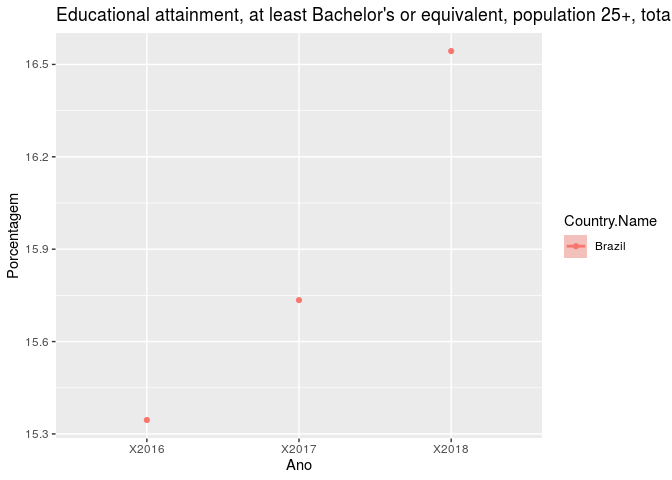 Educational attainment, at least Bachelor's or equivalent, population 25+, tota
16.5
16.2
15.9
15.6
15.3
Porcentagem
X2016 X2017 X2018
Ano
Country.Name
Brazil